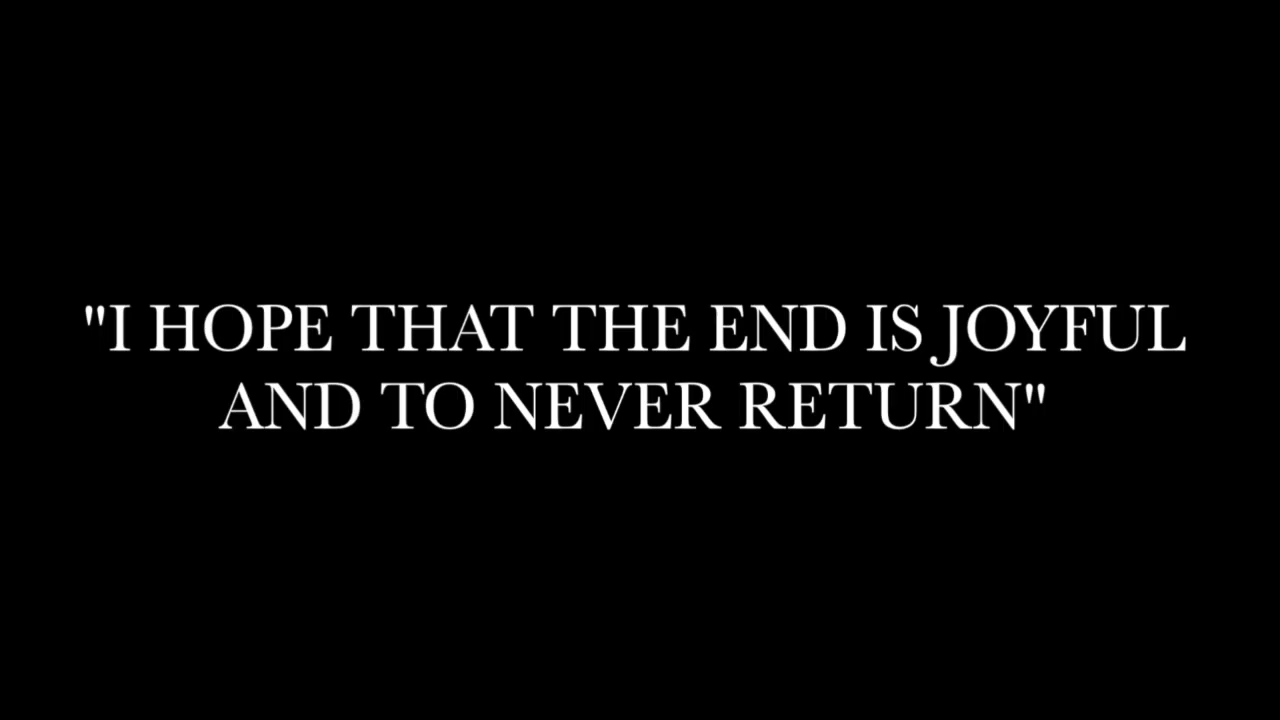 "I HOPE THAT THE END IS JOYFUL
AND TO NEVER RETURN"